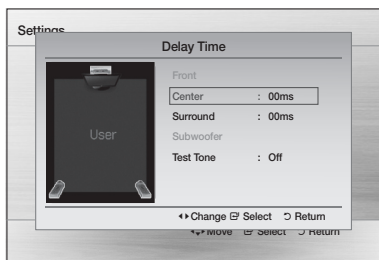 Settings
Delay Time
User
Front
Center : 00ms
Surround : 00ms
Subwoofer
Test Tone : Off
Change Select Return
Move Select Return